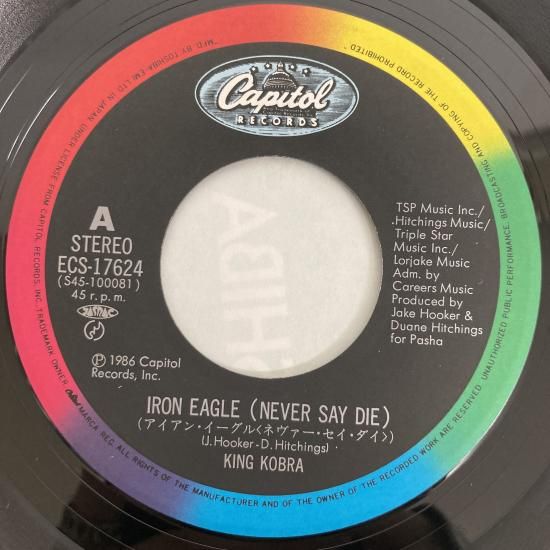 Capitol
RECORDS
"MFD BY TOSHIBA-EMI LTD IN JAPAN UNDER LICENSE FROM CAPITOL RECORDS, INC., TRADEMARK OWNER.
UNAUTHORIZED PUBLIC PERFORMANCE, BROADCASTING AND COPYING OF THE RECORD PROHIBITED"
MARCA REG. ALL RIGHTS OF THE MANUFACTURER AND OF THE OWNER OF THE RECORDED WORK ARE RESERVED.
A
STEREO
ECS-17624
(S45-100081)
45 r.p.m.
JASRAC
Ⓟ 1986 Capitol
Records, Inc.
TSP Music Inc./
Hitchings Music/
Triple Star
Music Inc./
Lorjake Music
Adm. by
Careers Music
Produced by
Jake Hooker &
Duane Hitchings
for Pasha
IRON EAGLE (NEVER SAY DIE)
(アイアン・イーグル〈ネヴァー・セイ・ダイ〉)
(J. Hooker-D. Hitchings)
KING KOBRA